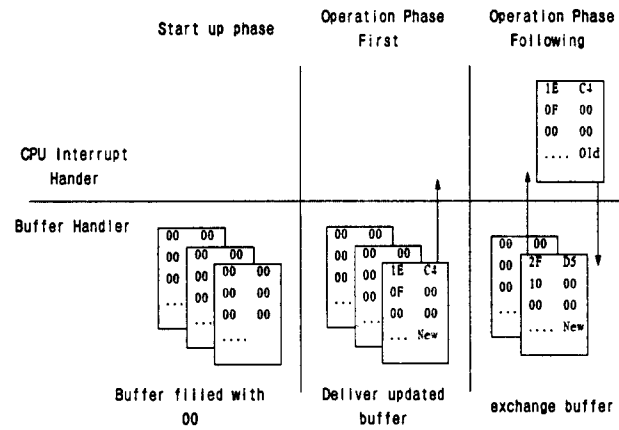 Start up phase
Operation Phase
First
Operation Phase
Following
1E C4
0F 00
00 00
.... Old
CPU Interrupt
Hander
Buffer Handler
00 00
00
00
....
00 00
00
00
....
00 00
00 00
00 00
....
00 00
00
00
....
00 00
00
00
....
1E C4
0F 00
00 00
.... New
00 00
00
00
....
2F D5
10 00
00 00
.... New
Buffer filled with
00
Deliver updated
buffer
exchange buffer